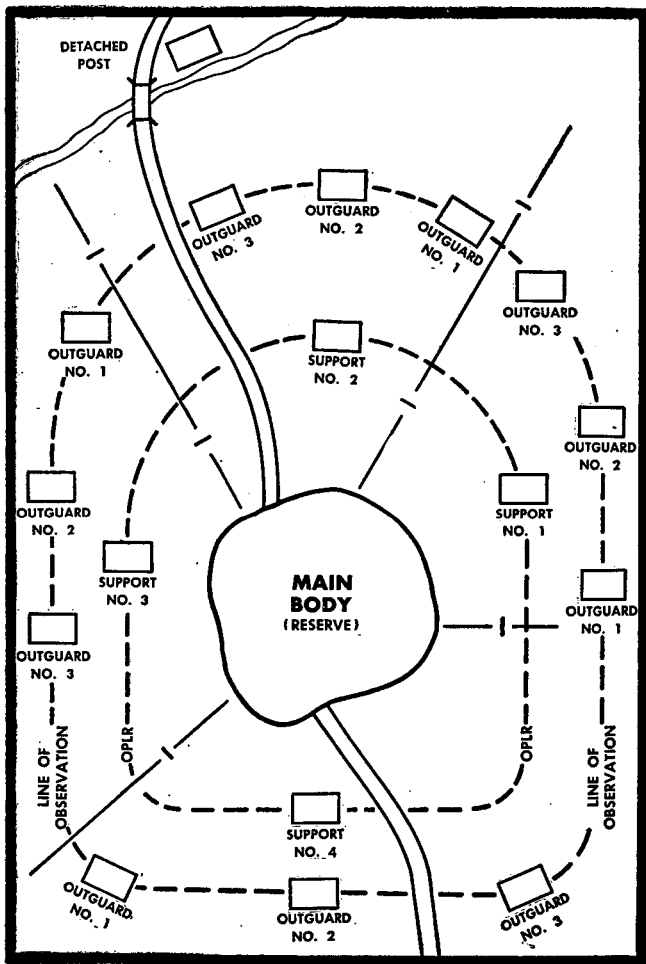 DETACHED
POST
OUTGUARD
NO. 3
OUTGUARD
NO. 2
OUTGUARD
NO. 1
OUTGUARD
NO. 3
OUTGUARD
NO. 1
SUPPORT
NO. 2
OUTGUARD
NO. 2
OUTGUARD
NO. 2
SUPPORT
NO. 1
SUPPORT
NO. 3
MAIN
BODY
(RESERVE)
OUTGUARD
NO. 1
OUTGUARD
NO. 3
LINE OF
OBSERVATION
OPLR
OPLR
LINE OF
OBSERVATION
SUPPORT
NO. 4
OUTGUARD
NO. 1
OUTGUARD
NO. 2
OUTGUARD
NO. 3